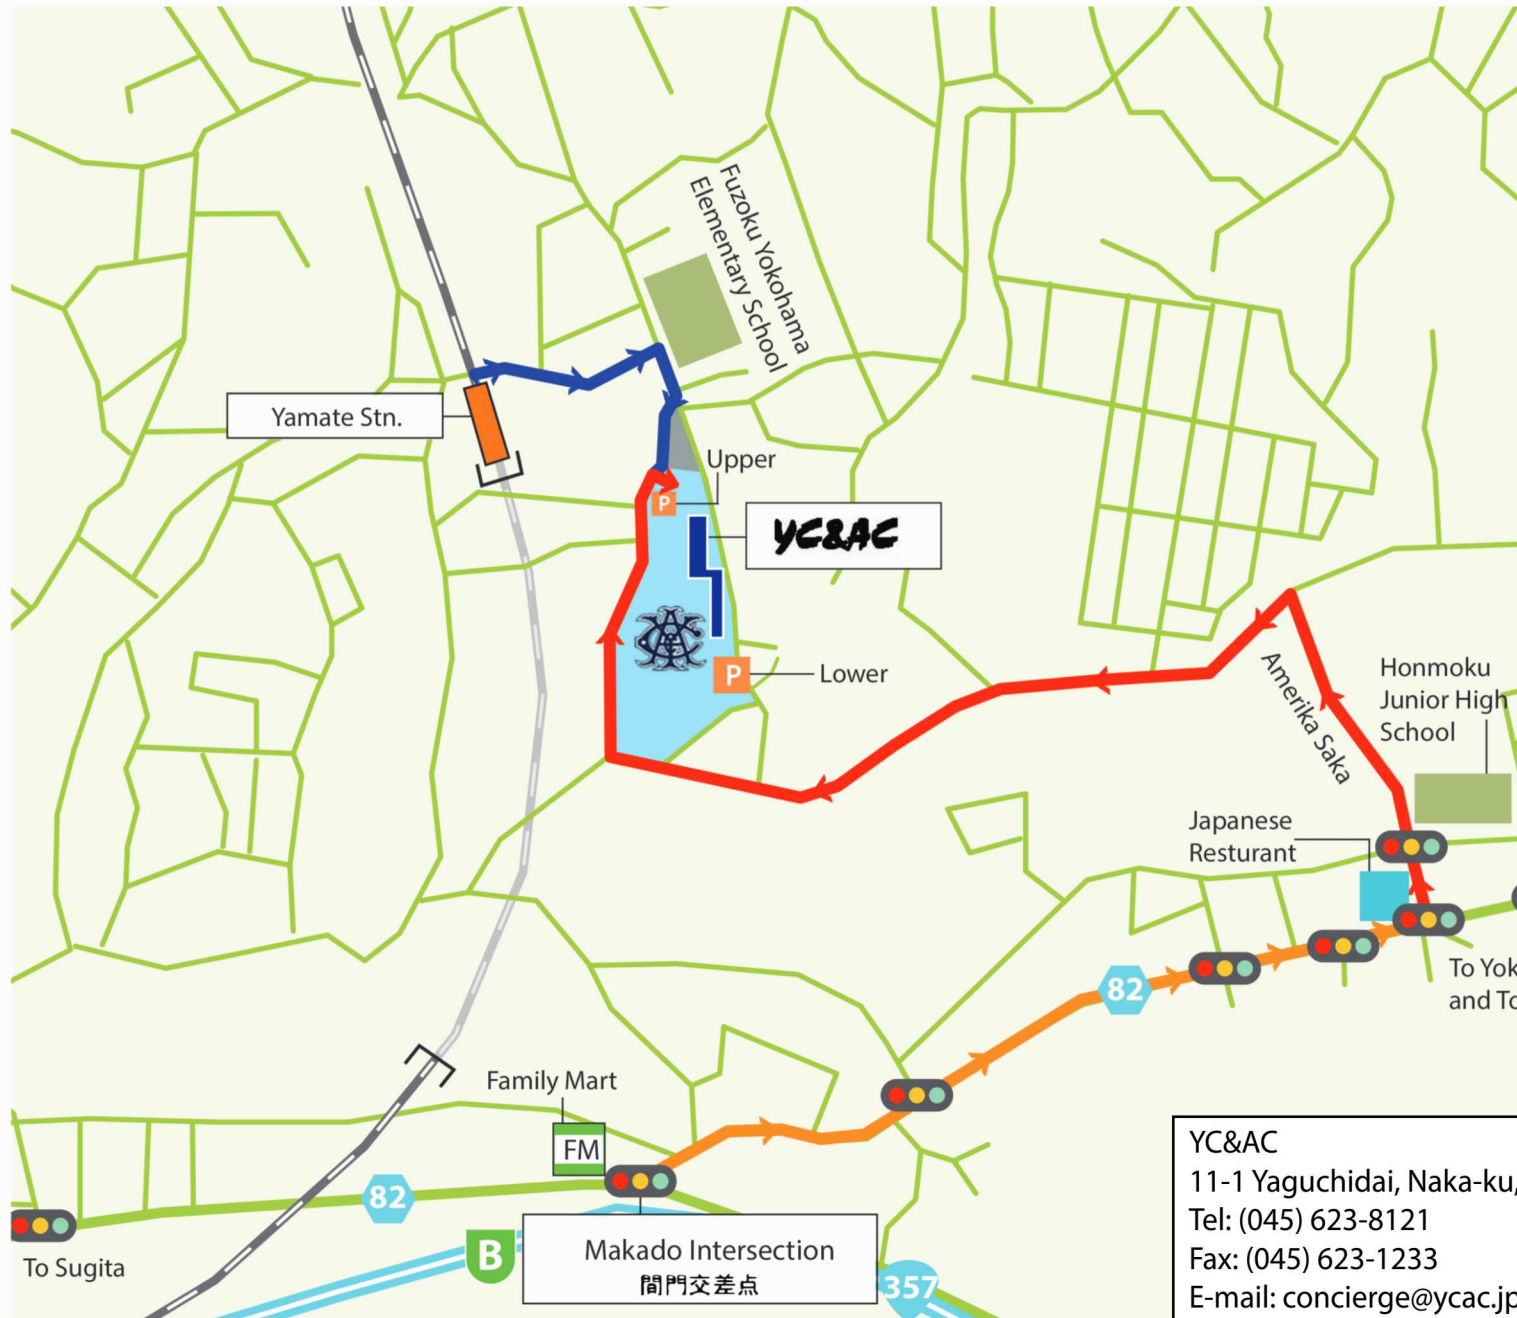 Fuzoku Yokohama
Elementary School
Yamate Stn.
Upper
P
YC&AC
P
Lower
Amerika Saka
Honmoku
Junior High
School
Japanese
Resturant
82
To Yok
and To
Family Mart
FM
82
To Sugita
B
Makado Intersection
間門交差点
357
YC&AC
11-1 Yaguchidai, Naka-ku,
Tel: (045) 623-8121
Fax: (045) 623-1233
E-mail: concierge@ycac.jp